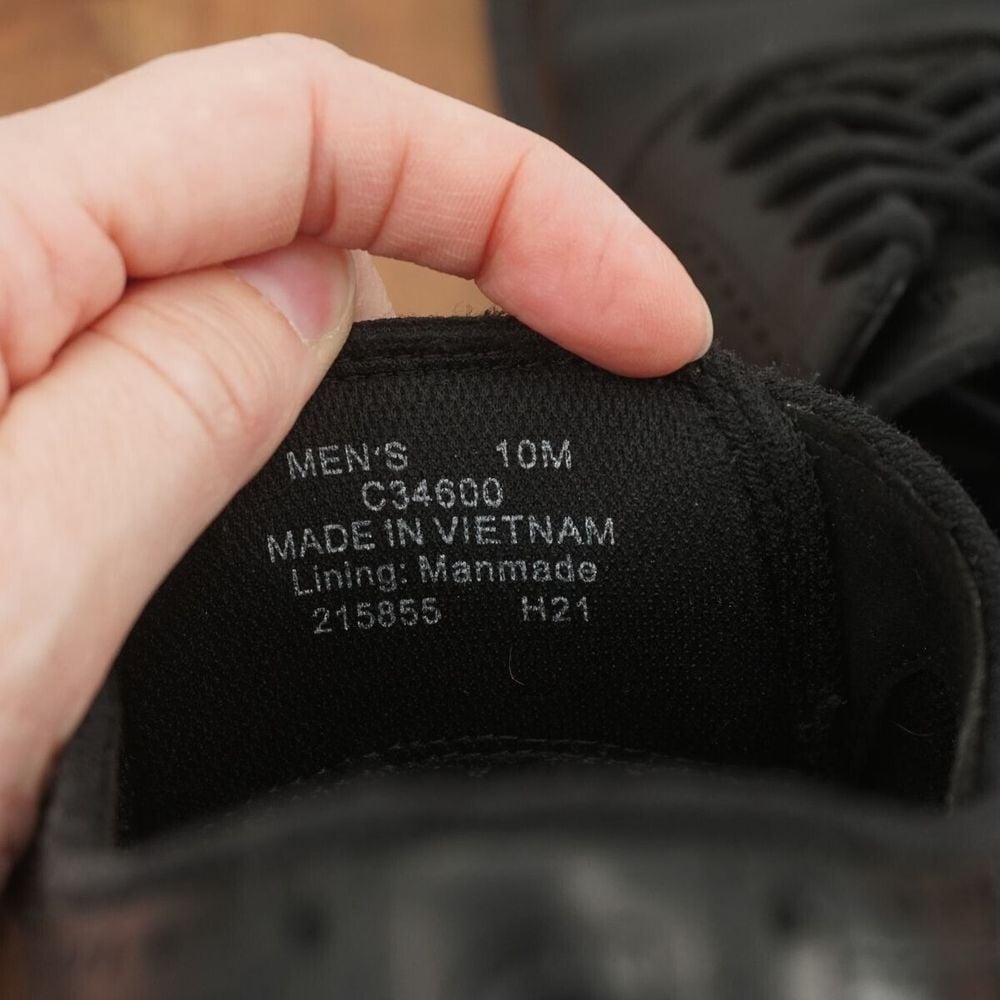 MEN'S 10M
C34600
MADE IN VIETNAM
Lining: Manmade
215855 H21